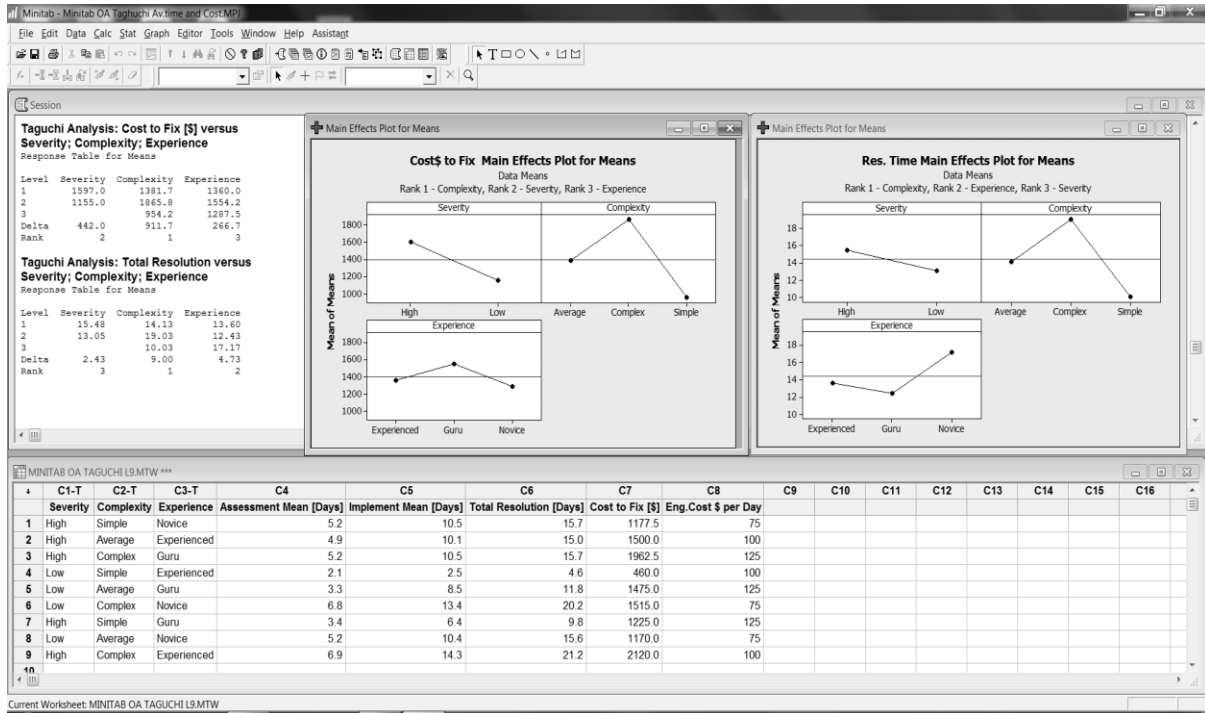 Minitab - Minitab OA Taghuchi Av.time and Cost.MPJ
File Edit Data Calc Stat Graph Editor Tools Window Help Assistant
Session
Taguchi Analysis: Cost to Fix [$] versus
Severity; Complexity; Experience
Response Table for Means
Level Severity Complexity Experience
1 1597.0 1381.7 1360.0
2 1155.0 1865.8 1554.2
3 954.2 1287.5
Delta 442.0 911.7 266.7
Rank 2 1 3
Taguchi Analysis: Total Resolution versus
Severity; Complexity; Experience
Response Table for Means
Level Severity Complexity Experience
1 15.48 14.13 13.60
2 13.05 19.03 12.43
3 10.03 17.17
Delta 2.43 9.00 4.73
Rank 3 1 2
Main Effects Plot for Means
Cost$ to Fix Main Effects Plot for Means
Data Means
Rank 1 - Complexity, Rank 2 - Severity, Rank 3 - Experience
Severity Complexity
1800
1600
1400
1200
1000
High Low Average Complex Simple
Experience
1800
1600
1400
1200
1000
Experienced Guru Novice
Mean of Means
Main Effects Plot for Means
Res. Time Main Effects Plot for Means
Data Means
Rank 1 - Complexity, Rank 2 - Experience, Rank 3 - Severity
Severity Complexity
18
16
14
12
10
High Low Average Complex Simple
Experience
18
16
14
12
10
Experienced Guru Novice
Mean of Means
MINITAB OA TAGUCHI L9.MTW ***
C1-T C2-T C3-T C4 C5 C6 C7 C8 C9 C10 C11 C12 C13 C14 C15 C16
Severity Complexity Experience Assessment Mean [Days] Implement Mean [Days] Total Resolution [Days] Cost to Fix [$] Eng.Cost $ per Day
1 High Simple Novice 5.2 10.5 15.7 1177.5 75
2 High Average Experienced 4.9 10.1 15.0 1500.0 100
3 High Complex Guru 5.2 10.5 15.7 1962.5 125
4 Low Simple Experienced 2.1 2.5 4.6 460.0 100
5 Low Average Guru 3.3 8.5 11.8 1475.0 125
6 Low Complex Novice 6.8 13.4 20.2 1515.0 75
7 High Simple Guru 3.4 6.4 9.8 1225.0 125
8 Low Average Novice 5.2 10.4 15.6 1170.0 75
9 High Complex Experienced 6.9 14.3 21.2 2120.0 100
10
Current Worksheet: MINITAB OA TAGUCHI L9.MTW